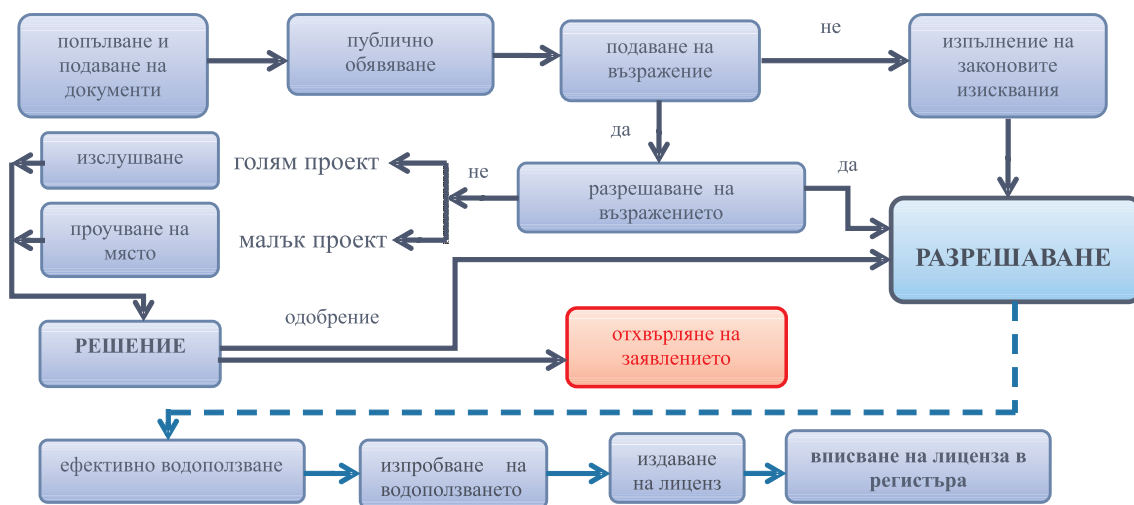 попълване и
подаване на
документи
публично
обявяване
подаване на
възражение
не
изпълнение на
законовите
изисквания
да
изслушване
голям проект
не
разрешаване на
възражението
да
проучване на
място
малък проект
РАЗРЕШАВАНЕ
одобрение
РЕШЕНИЕ
отхвърляне на
заявлението
ефективно водоползване
изпробване на
водоползването
издаване
на лиценз
вписване на лиценза в
регистъра